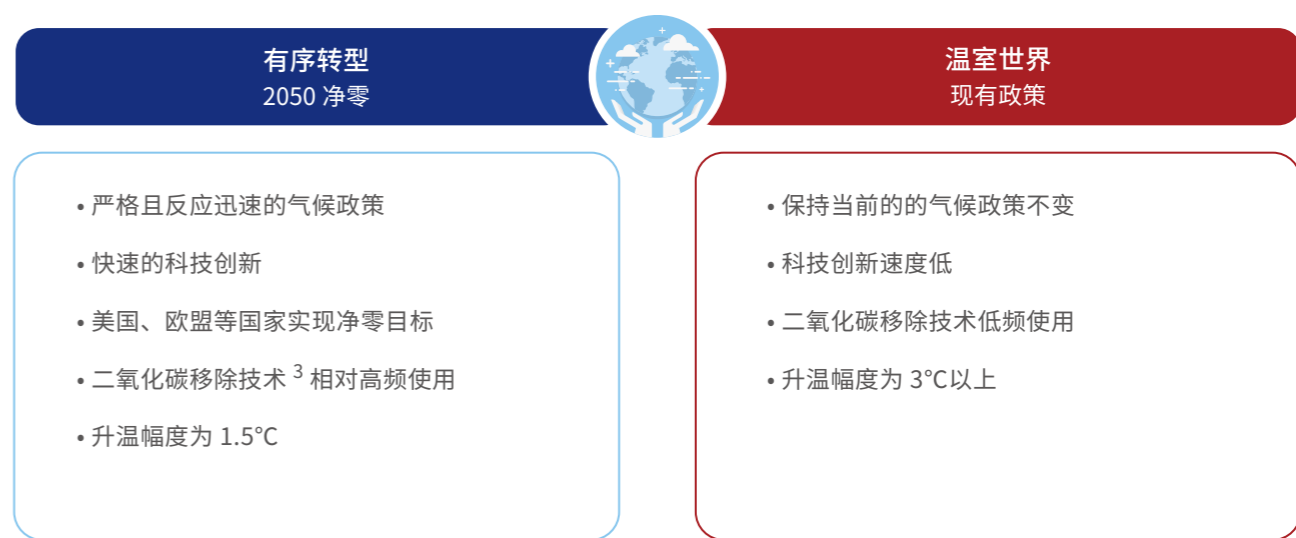 有序转型
2050 净零
温室世界
现有政策
• 严格且反应迅速的气候政策
• 快速的科技创新
• 美国、欧盟等国家实现净零目标
• 二氧化碳移除技术 3 相对高频使用
• 升温幅度为 1.5℃
• 保持当前的的气候政策不变
• 科技创新速度低
• 二氧化碳移除技术低频使用
• 升温幅度为 3℃以上